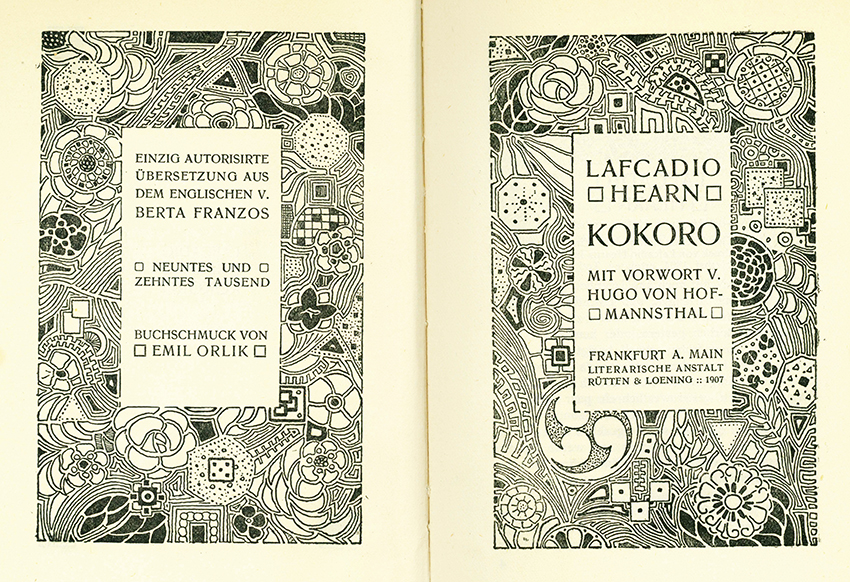 EINZIG AUTORISIRTE
ÜBERSETZUNG AUS
DEM ENGLISCHEN V.
BERTA FRANZOS
NEUNTES UND
ZEHNTES TAUSEND
BUCHSCHMUCK VON
EMIL ORLIK
LAFCADIO
HEARN
KOKORO
MIT VORWORT V.
HUGO VON HOF-
MANNSTHAL
FRANKFURT A. MAIN
LITERARISCHE ANSTALT
RÜTTEN & LOENING :: 1907